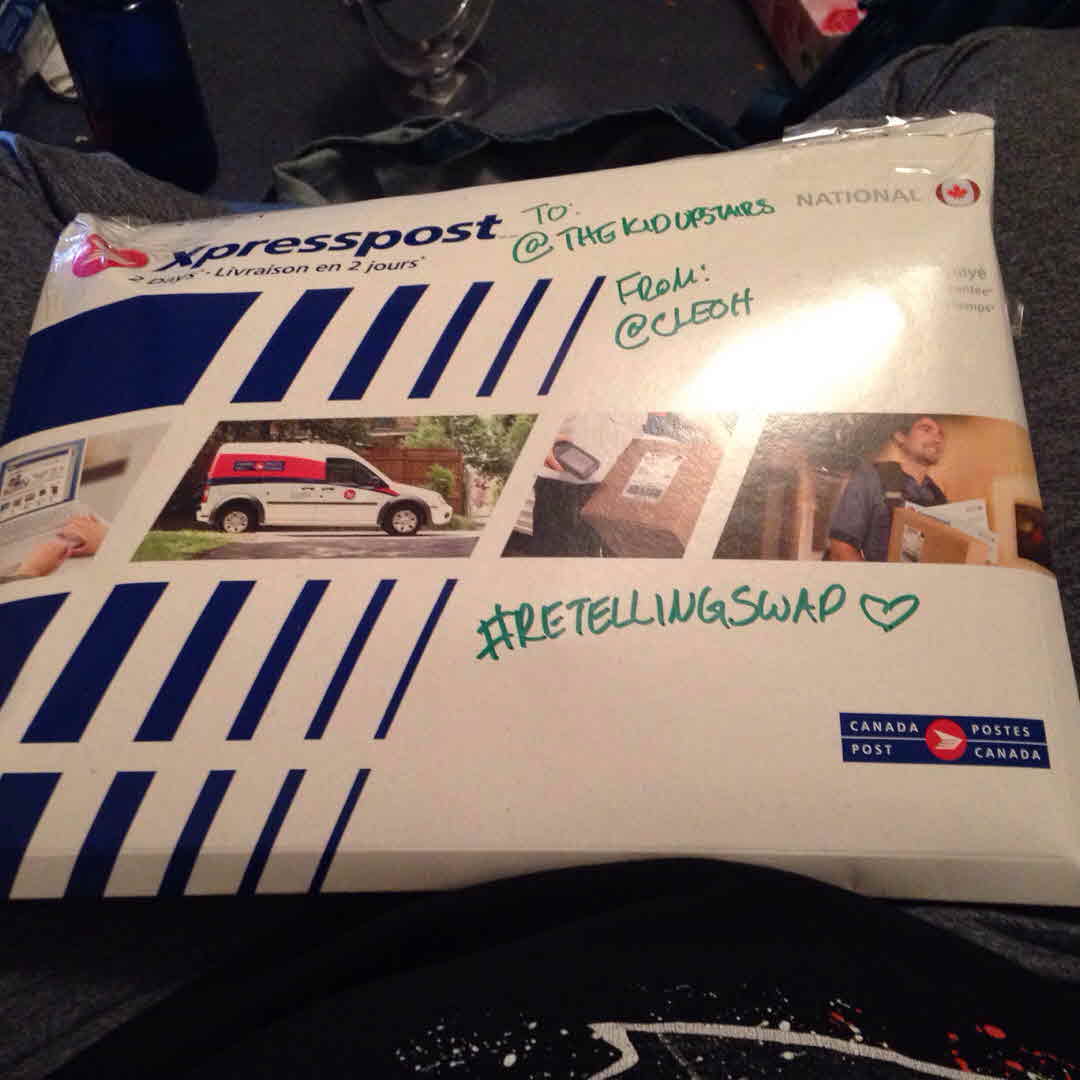 xpresspost
2 DAYS* · Livraison en 2 jours*
TO:
@THEKIDUPSTAIRS
FROM:
@CLEOH
NATIONAL
#RETELLINGSWAP ♡
CANADA POSTES
POST CANADA